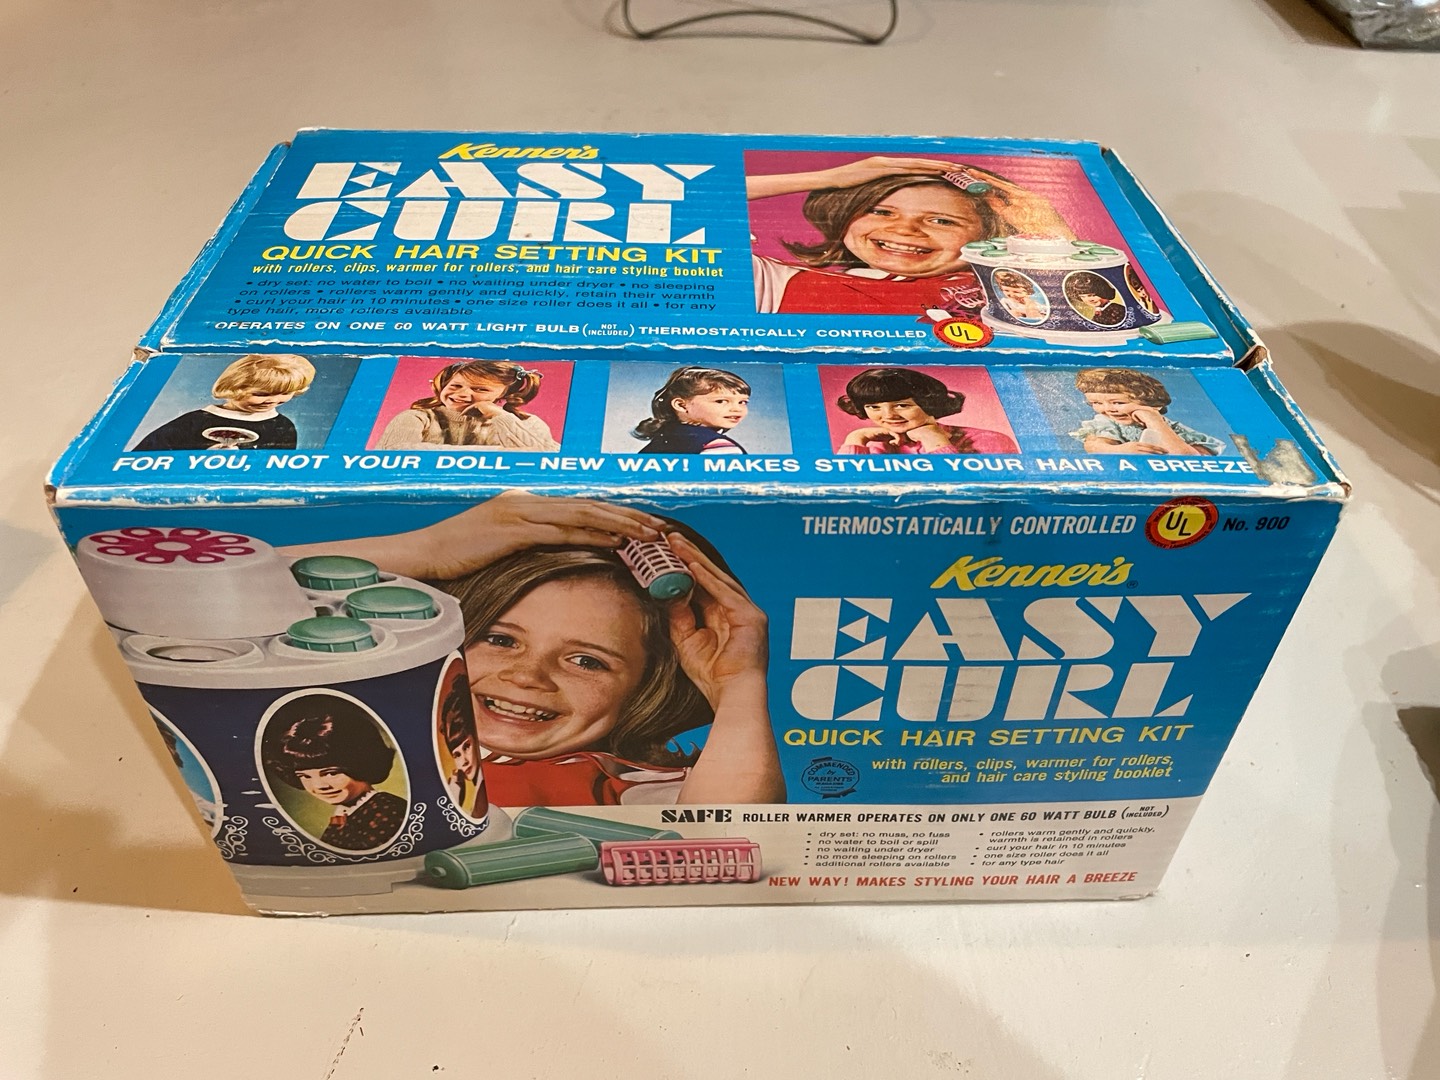 Kenner's
EASY
CURL
QUICK HAIR SETTING KIT
with rollers, clips, warmer for rollers, and hair care styling booklet
• dry set: no water to boil • no waiting under dryer • no sleeping
on rollers • rollers warm gently and quickly, retain their warmth
• curl your hair in 10 minutes • one size roller does it all • for any
type hair, more rollers available
OPERATES ON ONE 60 WATT LIGHT BULB (NOT INCLUDED) THERMOSTATICALLY CONTROLLED
UL
FOR YOU, NOT YOUR DOLL — NEW WAY! MAKES STYLING YOUR HAIR A BREEZE
THERMOSTATICALLY CONTROLLED UL No. 900
Kenner's®
EASY
CURL
QUICK HAIR SETTING KIT
with rollers, clips, warmer for rollers,
and hair care styling booklet
COMMENDED
by
PARENTS'
SAFE ROLLER WARMER OPERATES ON ONLY ONE 60 WATT BULB (NOT INCLUDED)
• dry set: no muss, no fuss
• no water to boil or spill
• no waiting under dryer
• no more sleeping on rollers
• additional rollers available
• rollers warm gently and quickly,
warmth is retained in rollers
• curl your hair in 10 minutes
• one size roller does it all
• for any type hair
NEW WAY! MAKES STYLING YOUR HAIR A BREEZE